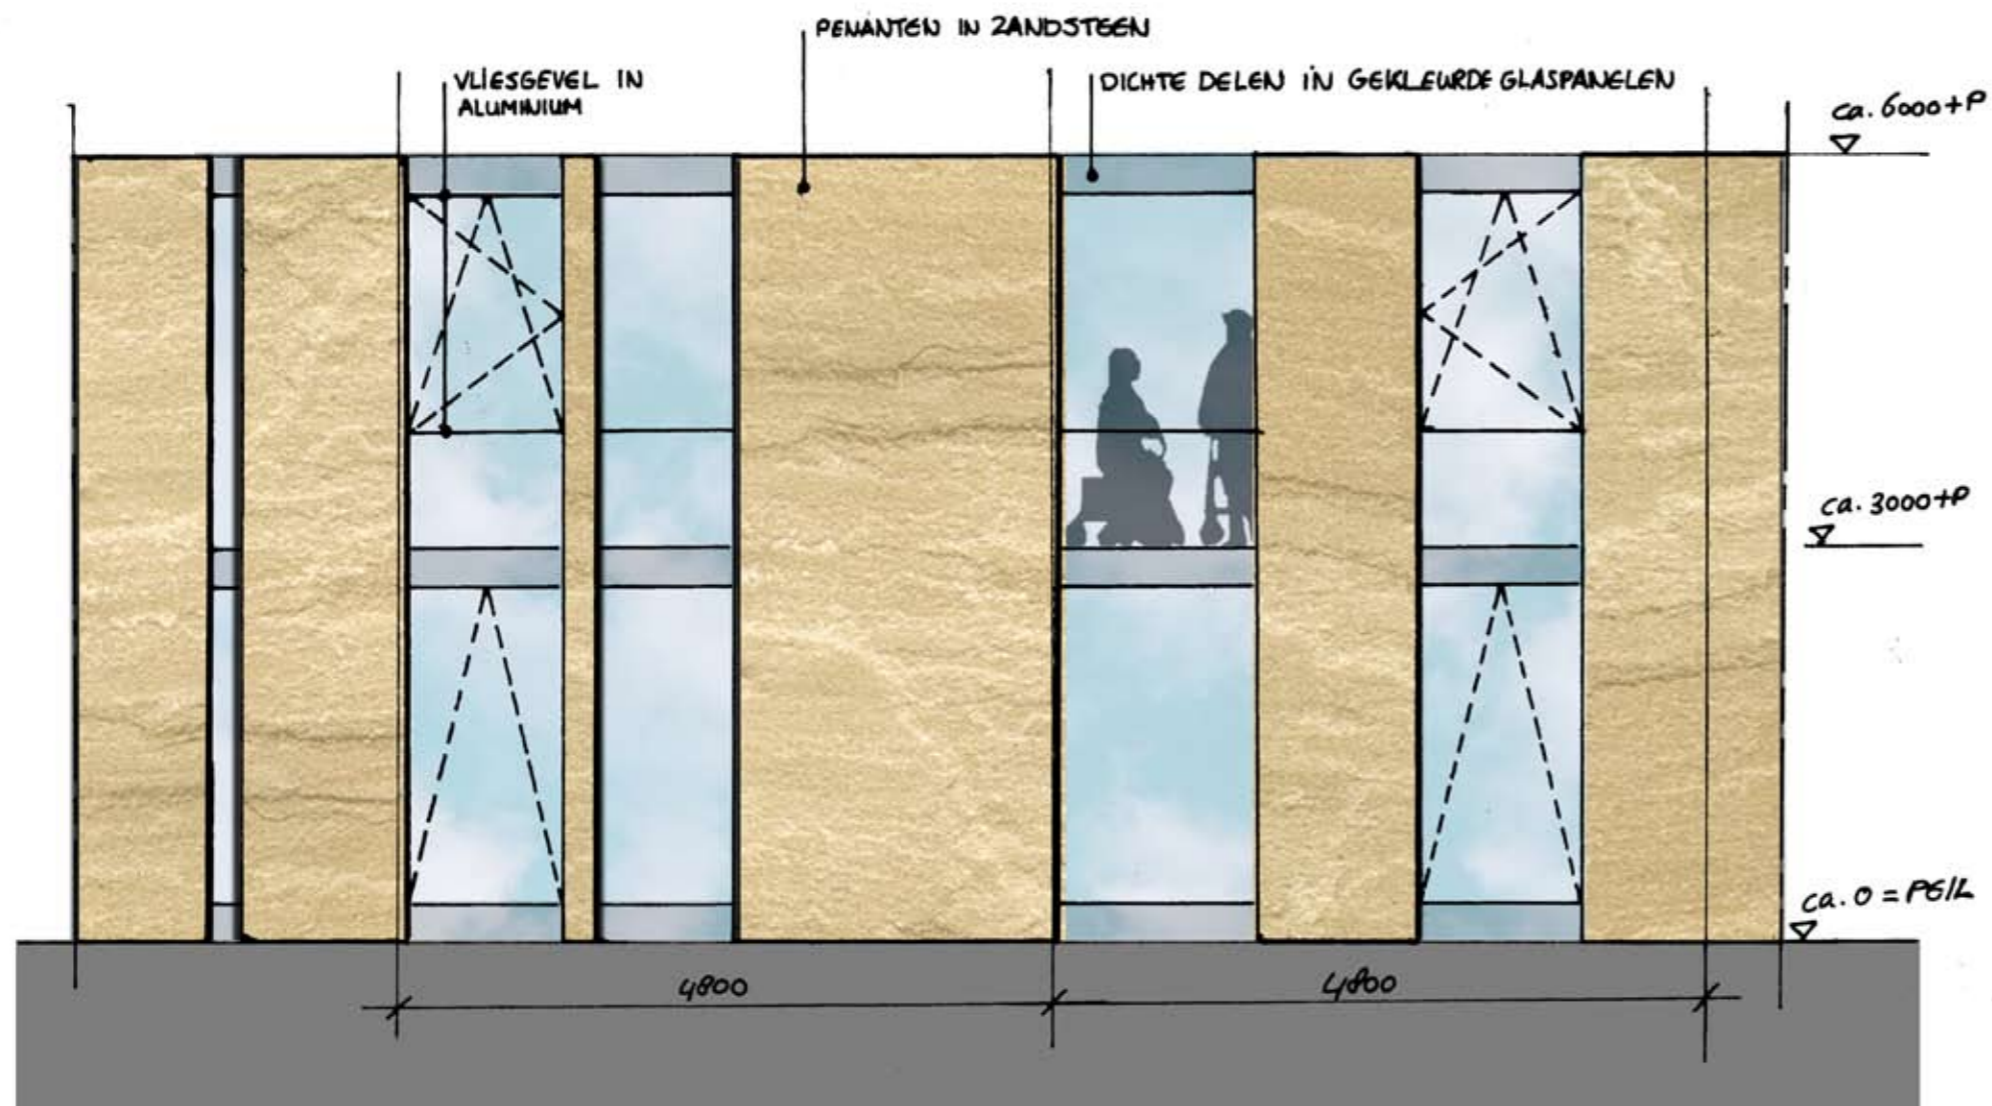 PENANTEN IN ZANDSTEEN
VLIESGEVEL IN
ALUMINIUM
DICHTE DELEN IN GEKLEURDE GLASPANELEN
ca. 6000+P
ca. 3000+P
ca. 0 = PEIL
4800
4800